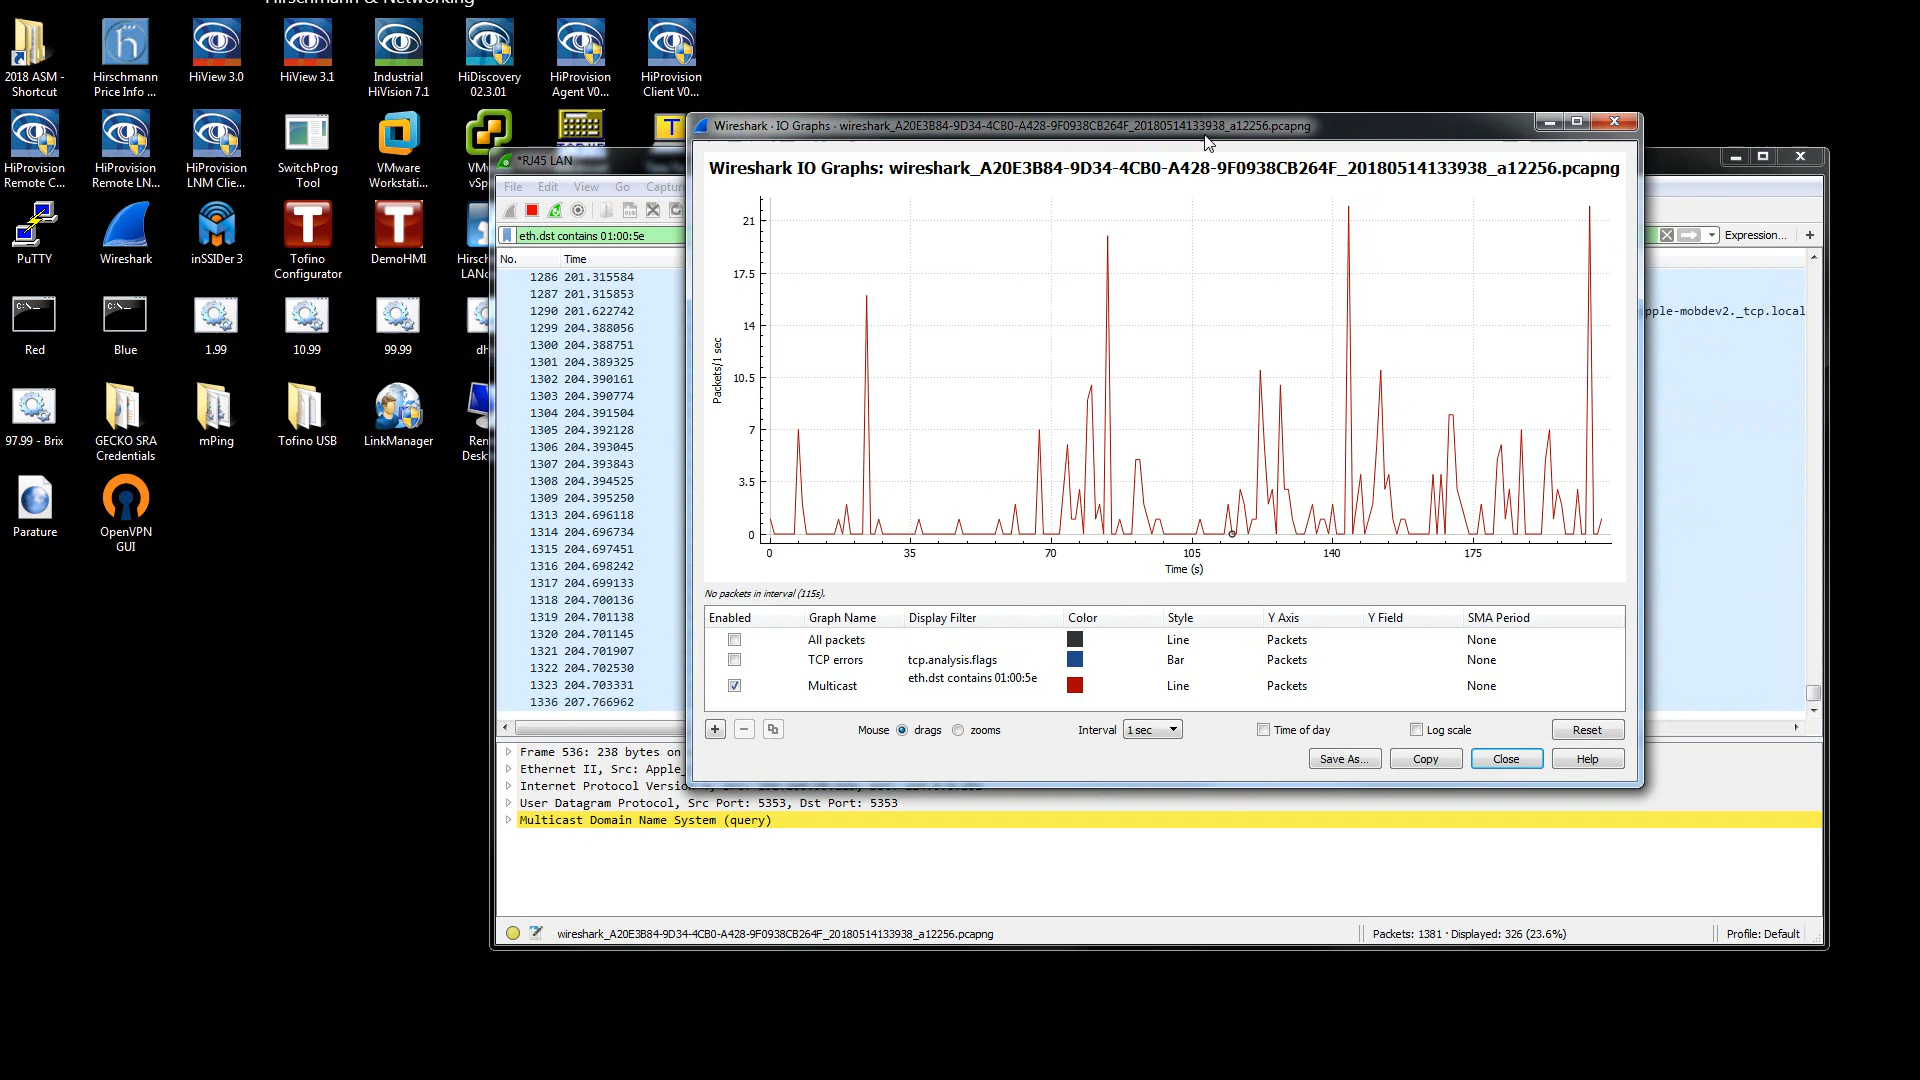 Hirschmann & Networking
2018 ASM -
Shortcut
Hirschmann
Price Info ...
HiView 3.0
HiView 3.1
Industrial
HiVision 7.1
HiDiscovery
02.3.01
HiProvision
Agent V0...
HiProvision
Client V0...
HiProvision
Remote C...
HiProvision
Remote LN...
HiProvision
LNM Clie...
SwitchProg
Tool
VMware
Workstati...
PuTTY
Wireshark
inSSIDer 3
Tofino
Configurator
DemoHMI
Red
Blue
1.99
10.99
99.99
97.99 - Brix
GECKO SRA
Credentials
mPing
Tofino USB
LinkManager
Parature
OpenVPN
GUI
*RJ45 LAN
File Edit View Go Captur
eth.dst contains 01:00:5e
Expression...
No. Time
1286 201.315584
1287 201.315853
1290 201.622742
1299 204.388056
1300 204.388751
1301 204.389325
1302 204.390161
1303 204.390774
1304 204.391504
1305 204.392128
1306 204.393045
1307 204.393843
1308 204.394525
1309 204.395250
1313 204.696118
1314 204.696734
1315 204.697451
1316 204.698242
1317 204.699133
1318 204.700136
1319 204.701138
1320 204.701145
1321 204.701907
1322 204.702530
1323 204.703331
1336 207.766962
pple-mobdev2._tcp.local
Wireshark · IO Graphs · wireshark_A20E3B84-9D34-4CB0-A428-9F0938CB264F_20180514133938_a12256.pcapng
Wireshark IO Graphs: wireshark_A20E3B84-9D34-4CB0-A428-9F0938CB264F_20180514133938_a12256.pcapng
Packets/1 sec
21
17.5
14
10.5
7
3.5
0
0 35 70 105 140 175
Time (s)
No packets in interval (115s).
Enabled Graph Name Display Filter Color Style Y Axis Y Field SMA Period
All packets Line Packets None
TCP errors tcp.analysis.flags Bar Packets None
Multicast eth.dst contains 01:00:5e Line Packets None
Mouse drags zooms Interval 1 sec Time of day Log scale Reset
Save As... Copy Close Help
Frame 536: 238 bytes on
Ethernet II, Src: Apple_
Internet Protocol Version
User Datagram Protocol, Src Port: 5353, Dst Port: 5353
Multicast Domain Name System (query)
wireshark_A20E3B84-9D34-4CB0-A428-9F0938CB264F_20180514133938_a12256.pcapng
Packets: 1381 · Displayed: 326 (23.6%)
Profile: Default